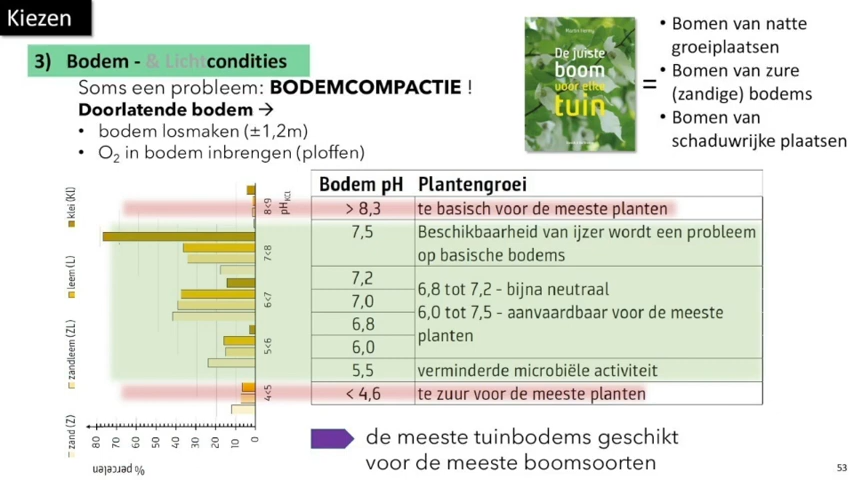 Kiezen
3) Bodem - & Lichtcondities
Soms een probleem: BODEMCOMPACTIE !
Doorlatende bodem →
• bodem losmaken (±1,2m)
• O2 in bodem inbrengen (ploffen)
De juiste
boom
voor elke
tuin
=
• Bomen van natte
groeiplaatsen
• Bomen van zure
(zandige) bodems
• Bomen van
schaduwrijke plaatsen
klei (Kl)
leem (L)
zandleem (ZL)
zand (Z)
pHKCl
8<9
7<8
6<7
5<6
4<5
80 70 60 50 40 30 20 10 0
% percelen
Bodem pH Plantengroei
> 8,3 te basisch voor de meeste planten
7,5 Beschikbaarheid van ijzer wordt een probleem
op basische bodems
7,2
7,0
6,8
6,0
6,8 tot 7,2 - bijna neutraal
6,0 tot 7,5 - aanvaardbaar voor de meeste
planten
5,5 verminderde microbiële activiteit
< 4,6 te zuur voor de meeste planten
de meeste tuinbodems geschikt
voor de meeste boomsoorten
53